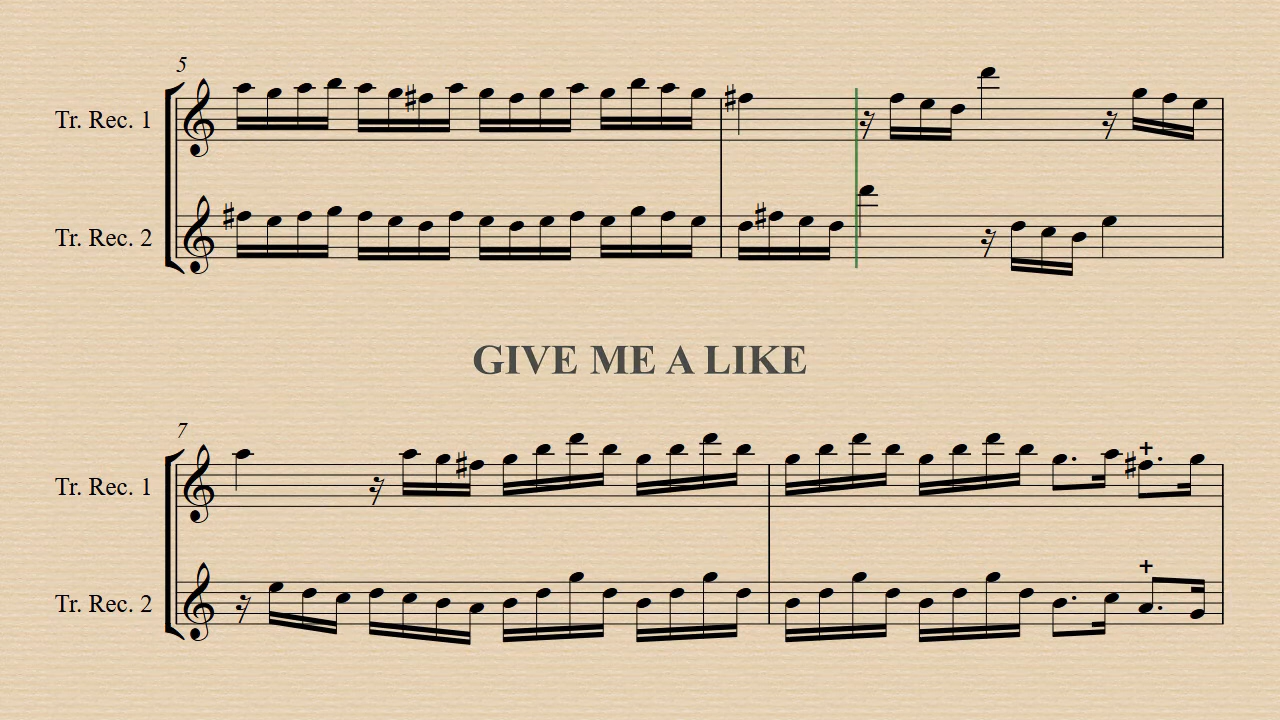 5
Tr. Rec. 1
Tr. Rec. 2
GIVE ME A LIKE
7
Tr. Rec. 1
Tr. Rec. 2